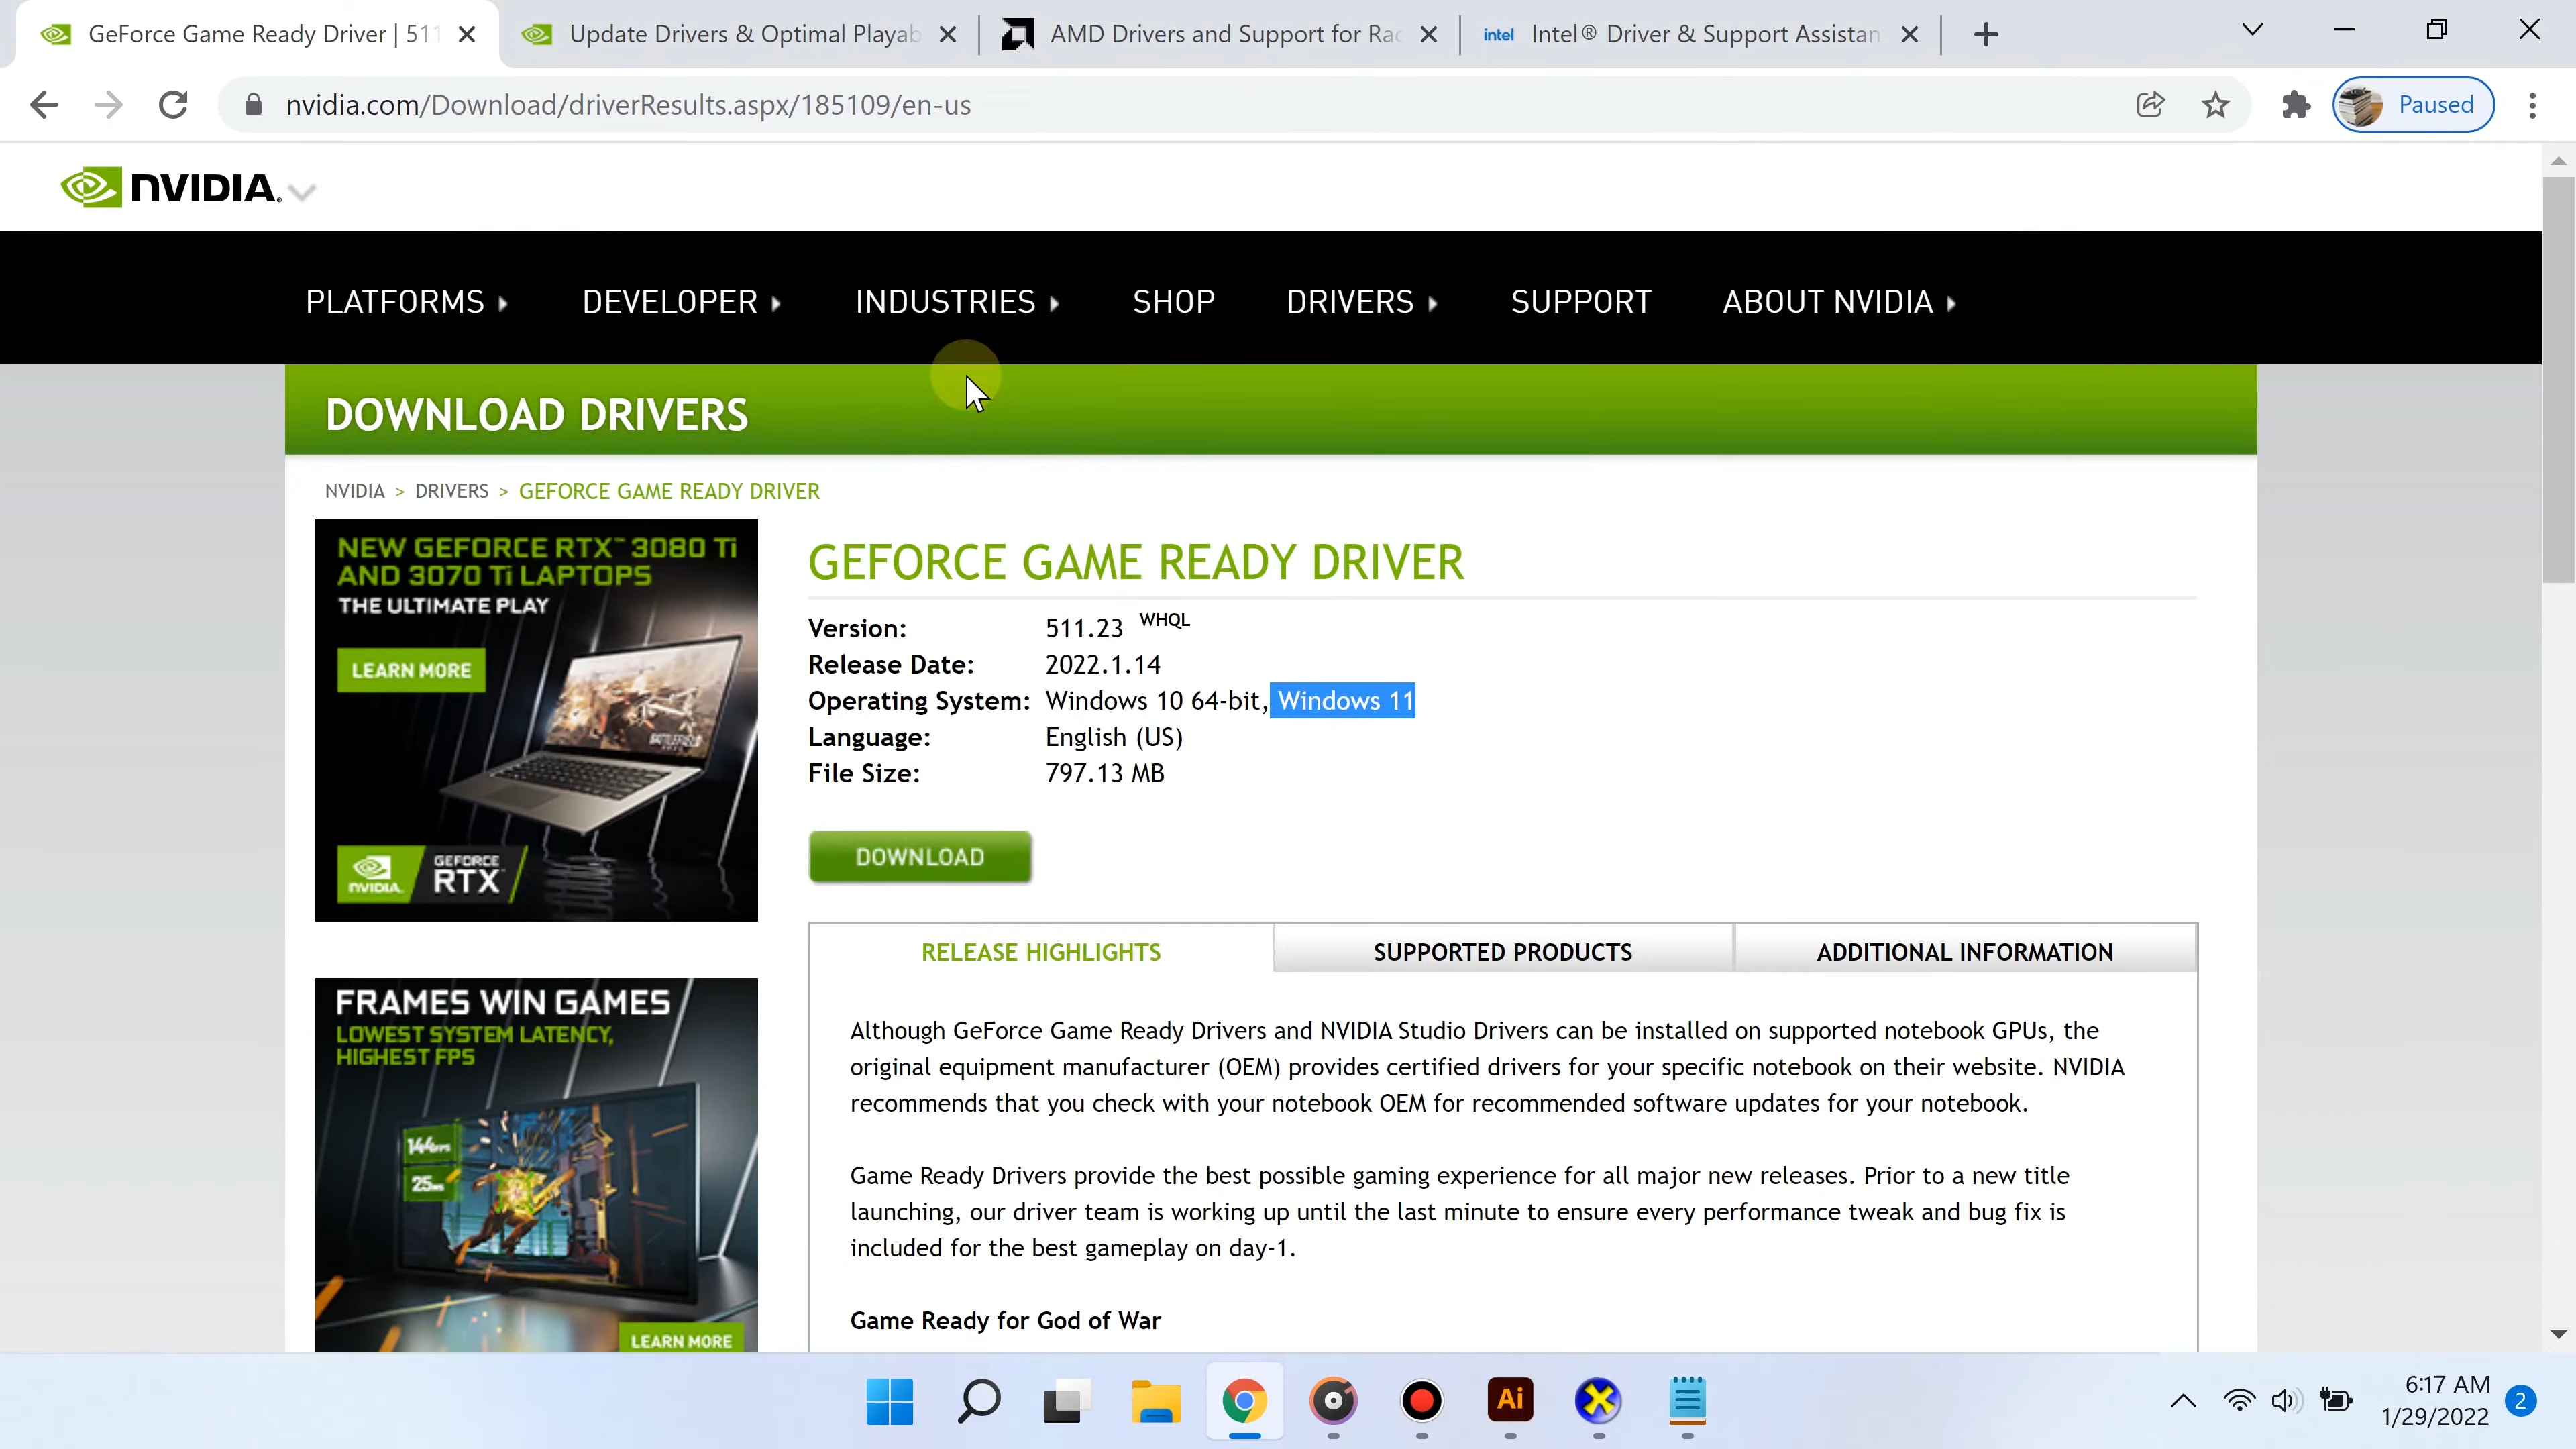 GeForce Game Ready Driver | 511
Update Drivers & Optimal Playab
AMD Drivers and Support for Rad
intel Intel® Driver & Support Assistan
nvidia.com/Download/driverResults.aspx/185109/en-us
Paused
NVIDIA.
PLATFORMS
DEVELOPER
INDUSTRIES
SHOP
DRIVERS
SUPPORT
ABOUT NVIDIA
DOWNLOAD DRIVERS
NVIDIA > DRIVERS > GEFORCE GAME READY DRIVER
NEW GEFORCE RTX™ 3080 Ti
AND 3070 Ti LAPTOPS
THE ULTIMATE PLAY
LEARN MORE
BATTLEFIELD
NVIDIA.
GEFORCE
RTX
GEFORCE GAME READY DRIVER
Version: 511.23 WHQL
Release Date: 2022.1.14
Operating System: Windows 10 64-bit, Windows 11
Language: English (US)
File Size: 797.13 MB
DOWNLOAD
FRAMES WIN GAMES
LOWEST SYSTEM LATENCY,
HIGHEST FPS
144FPS
25ms
LEARN MORE
RELEASE HIGHLIGHTS
SUPPORTED PRODUCTS
ADDITIONAL INFORMATION
Although GeForce Game Ready Drivers and NVIDIA Studio Drivers can be installed on supported notebook GPUs, the
original equipment manufacturer (OEM) provides certified drivers for your specific notebook on their website. NVIDIA
recommends that you check with your notebook OEM for recommended software updates for your notebook.
Game Ready Drivers provide the best possible gaming experience for all major new releases. Prior to a new title
launching, our driver team is working up until the last minute to ensure every performance tweak and bug fix is
included for the best gameplay on day-1.
Game Ready for God of War
Ai
6:17 AM
1/29/2022
2